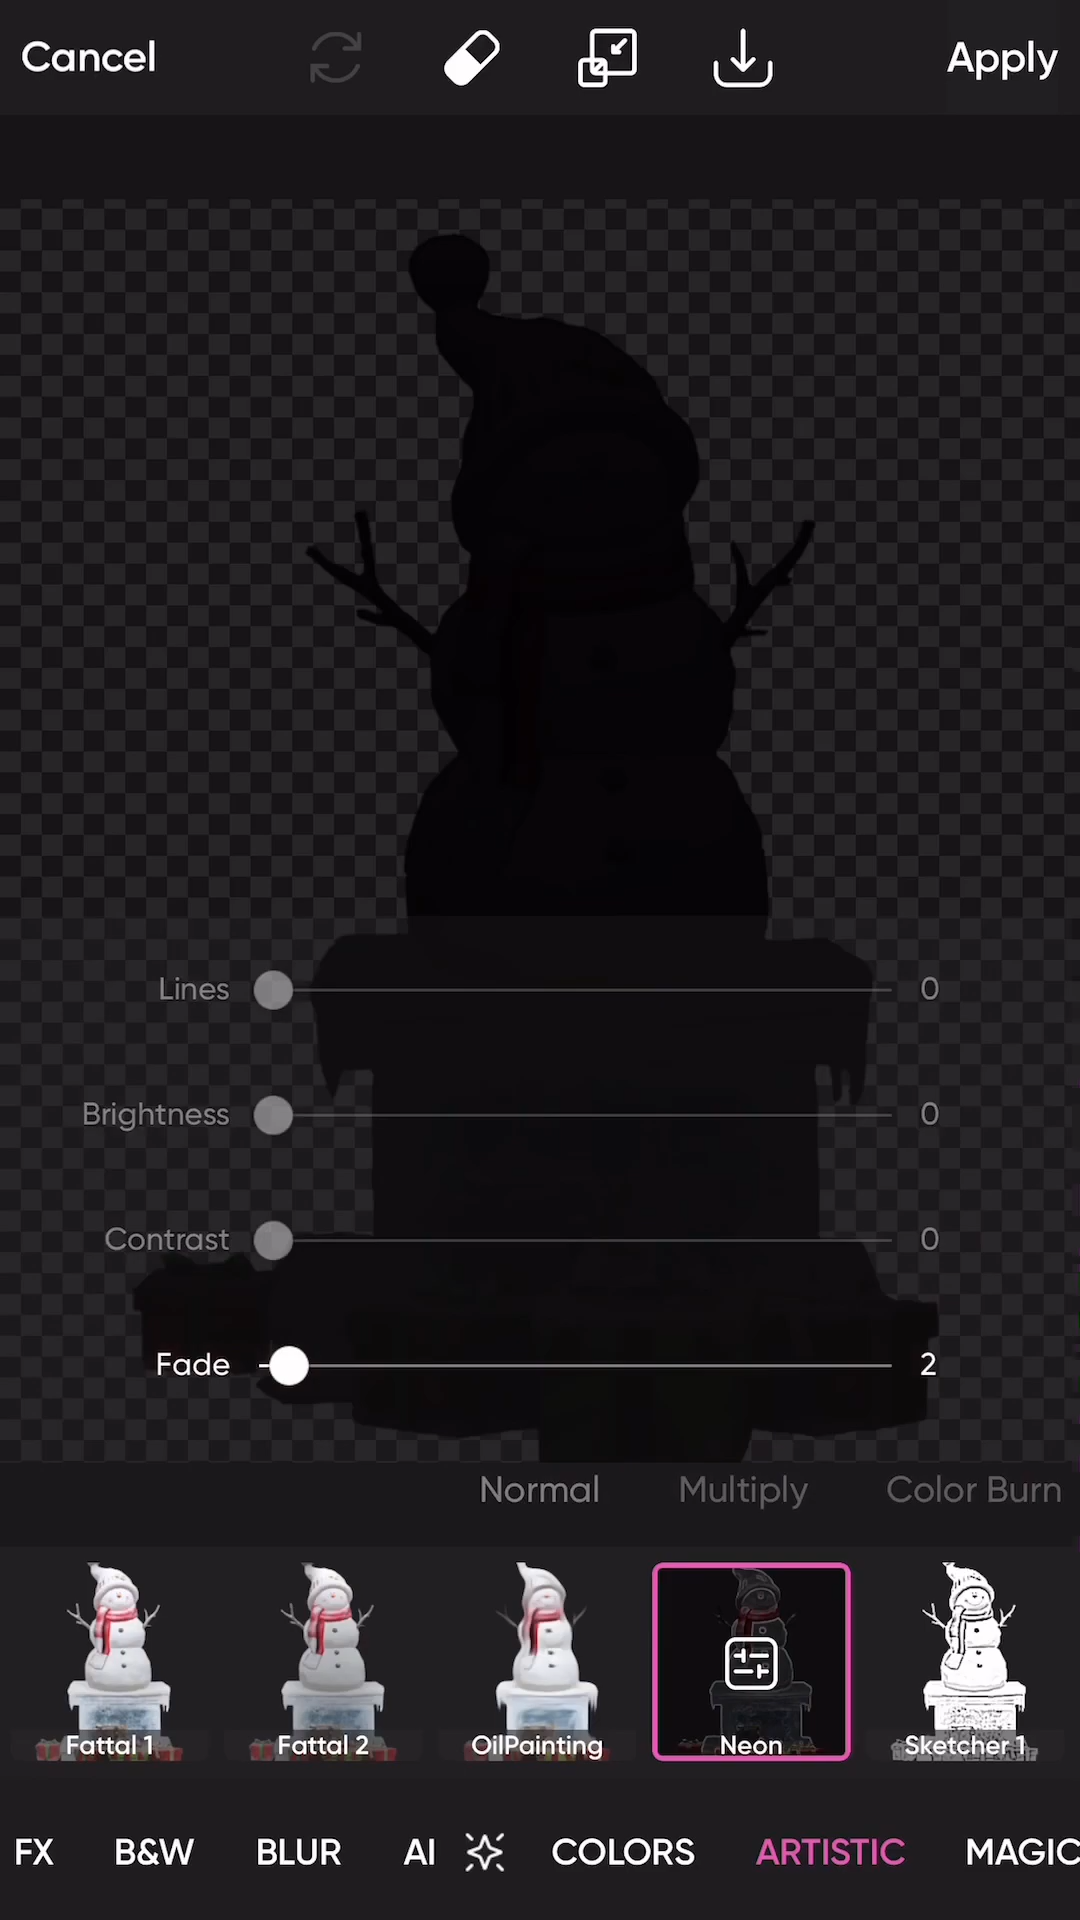 Cancel
Apply
Lines 0
Brightness 0
Contrast 0
Fade 2
Normal Multiply Color Burn
Fattal 1 Fattal 2 OilPainting Neon Sketcher 1
FX B&W BLUR AI COLORS ARTISTIC MAGIC